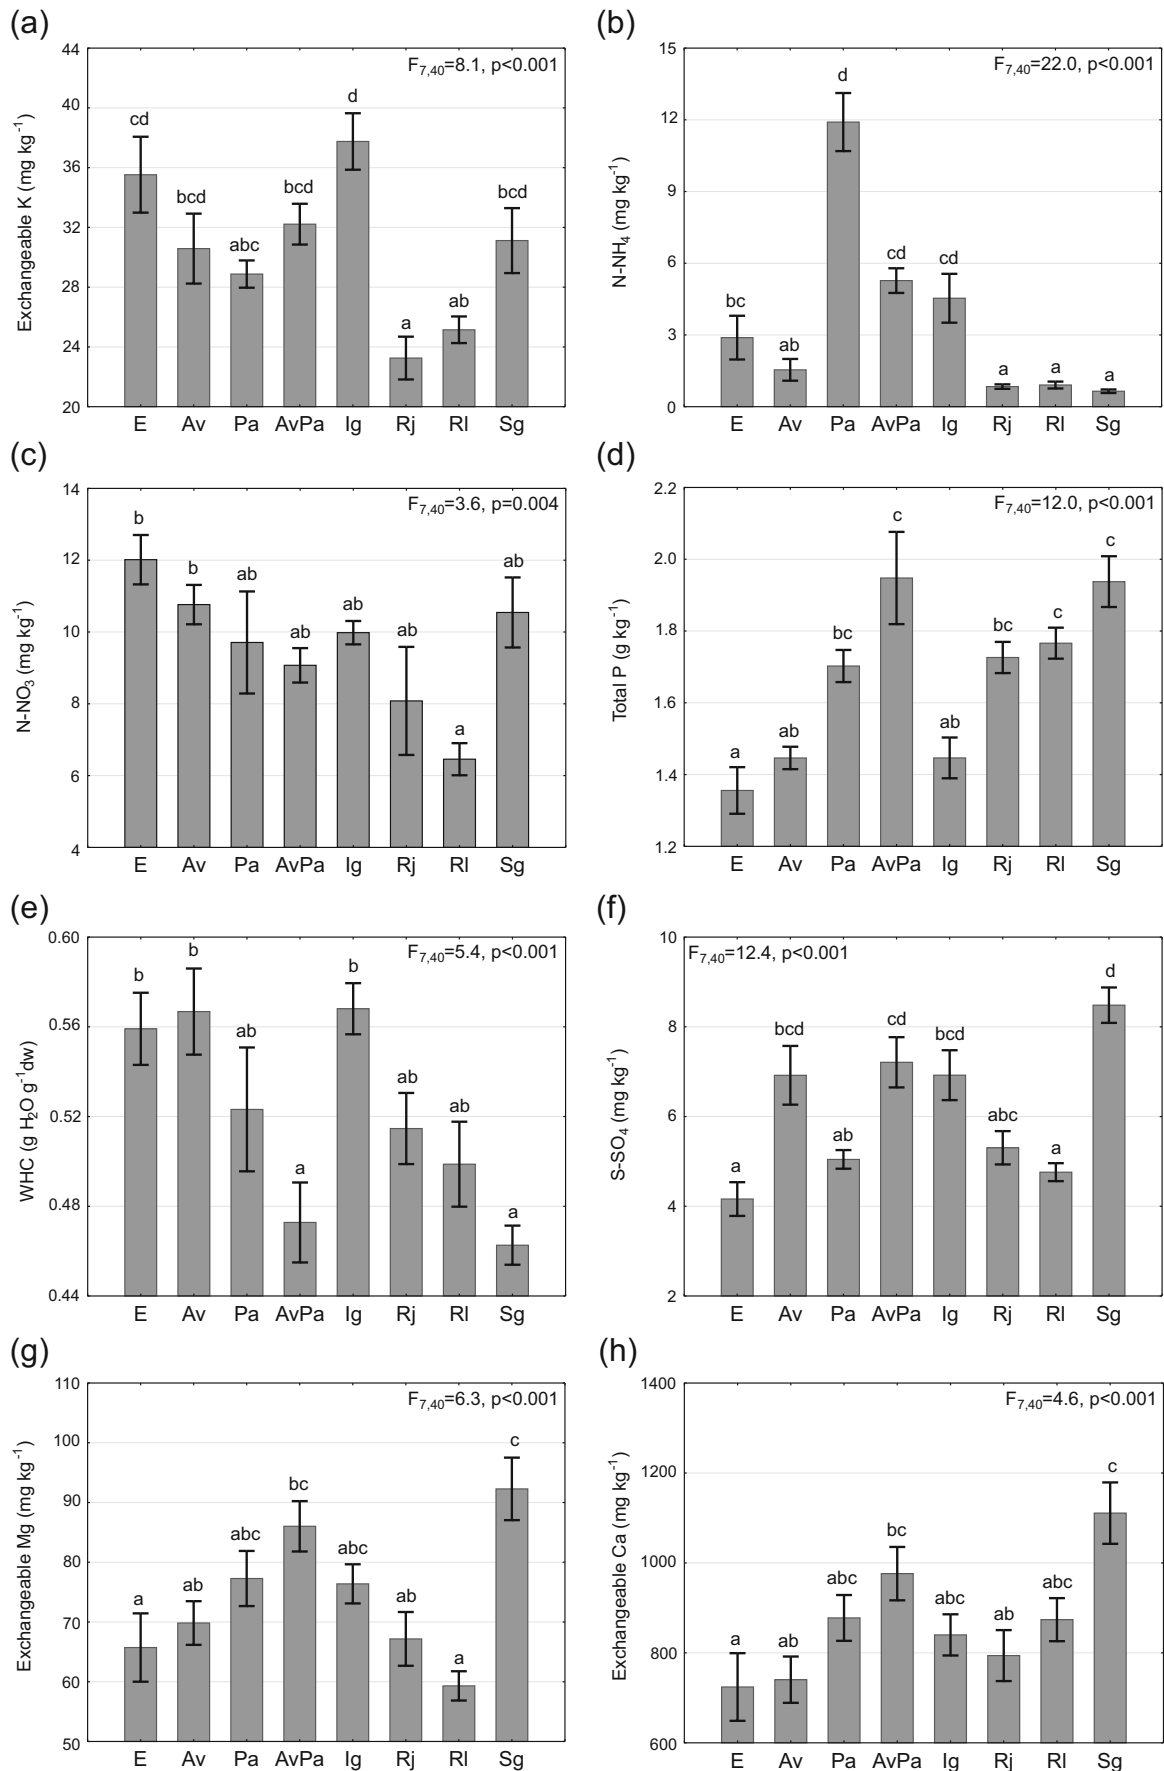 (a)
F7,40=8.1, p<0.001
Exchangeable K (mg kg-1)
44
40
36
32
28
24
20
cd
bcd
abc
bcd
d
a
ab
bcd
E Av Pa AvPa Ig Rj Rl Sg
(b)
F7,40=22.0, p<0.001
N-NH4 (mg kg-1)
15
12
9
6
3
0
bc
ab
d
cd
cd
a
a
a
E Av Pa AvPa Ig Rj Rl Sg
(c)
F7,40=3.6, p=0.004
N-NO3 (mg kg-1)
14
12
10
8
6
4
b
b
ab
ab
ab
ab
a
ab
E Av Pa AvPa Ig Rj Rl Sg
(d)
F7,40=12.0, p<0.001
Total P (g kg-1)
2.2
2.0
1.8
1.6
1.4
1.2
a
ab
bc
c
ab
bc
c
c
E Av Pa AvPa Ig Rj Rl Sg
(e)
F7,40=5.4, p<0.001
WHC (g H2O g-1dw)
0.60
0.56
0.52
0.48
0.44
b
b
ab
a
b
ab
ab
a
E Av Pa AvPa Ig Rj Rl Sg
(f)
F7,40=12.4, p<0.001
S-SO4 (mg kg-1)
10
8
6
4
2
a
bcd
ab
cd
bcd
abc
a
d
E Av Pa AvPa Ig Rj Rl Sg
(g)
F7,40=6.3, p<0.001
Exchangeable Mg (mg kg-1)
110
100
90
80
70
60
50
a
ab
abc
bc
abc
ab
a
c
E Av Pa AvPa Ig Rj Rl Sg
(h)
F7,40=4.6, p<0.001
Exchangeable Ca (mg kg-1)
1400
1200
1000
800
600
a
ab
abc
bc
abc
ab
abc
c
E Av Pa AvPa Ig Rj Rl Sg